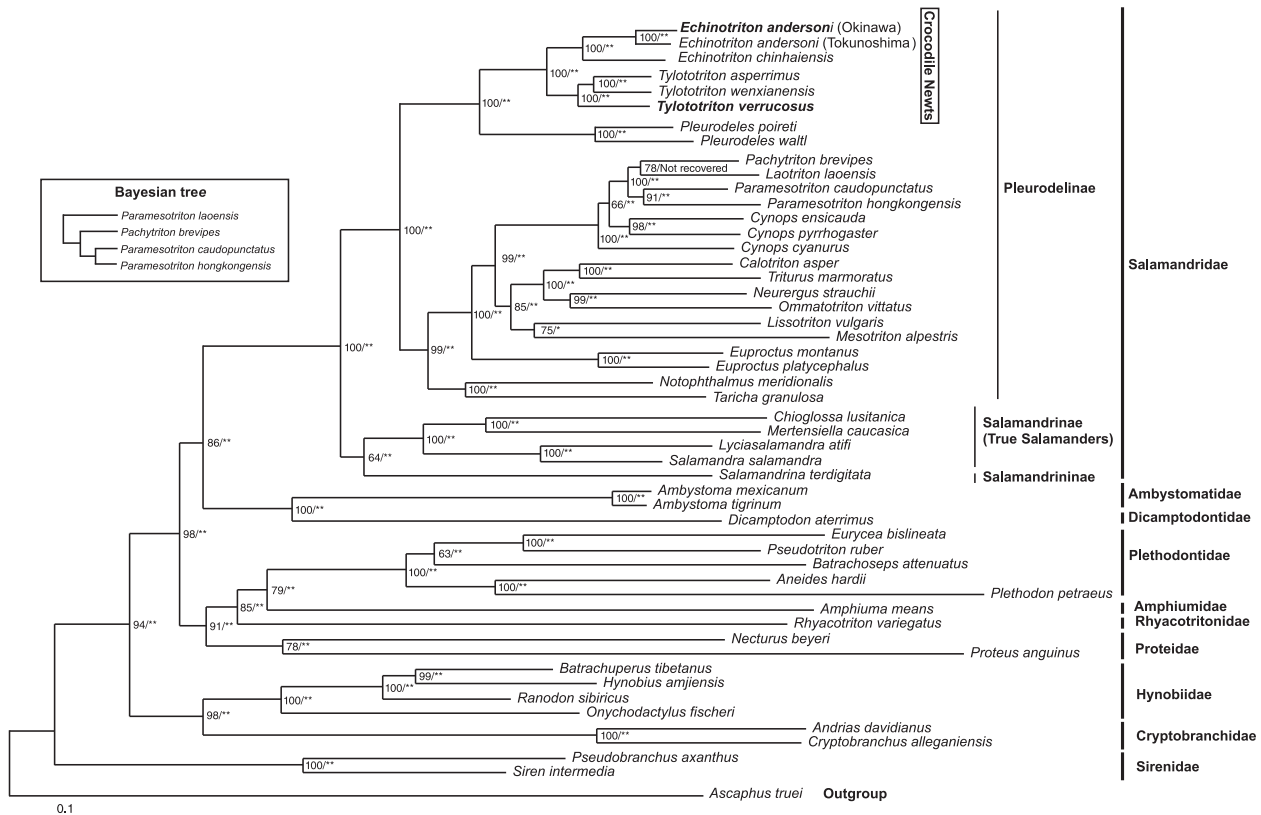 Echinotriton andersoni (Okinawa)
100/**
Echinotriton andersoni (Tokunoshima)
100/**
Echinotriton chinhaiensis
100/**
Tylototriton asperrimus
100/**
Tylototriton wenxianensis
100/**
Tylototriton verrucosus
100/**
Crocodile Newts
Pleurodeles poireti
100/**
Pleurodeles waltl
Pachytriton brevipes
78/Not recovered
Laotriton laoensis
100/**
Paramesotriton caudopunctatus
91/**
Paramesotriton hongkongensis
66/**
Cynops ensicauda
98/**
Cynops pyrrhogaster
100/**
Cynops cyanurus
99/**
Calotriton asper
100/**
Triturus marmoratus
100/**
Neurergus strauchii
99/**
Ommatotriton vittatus
85/**
100/**
Lissotriton vulgaris
75/*
Mesotriton alpestris
100/**
99/**
Euproctus montanus
100/**
Euproctus platycephalus
Notophthalmus meridionalis
100/**
Taricha granulosa
Pleurodelinae
Bayesian tree
Paramesotriton laoensis
Pachytriton brevipes
Paramesotriton caudopunctatus
Paramesotriton hongkongensis
100/**
Chioglossa lusitanica
100/**
Mertensiella caucasica
100/**
Lyciasalamandra atifi
100/**
Salamandra salamandra
64/**
Salamandrina terdigitata
Salamandrinae
(True Salamanders)
Salamandrininae
Salamandridae
86/**
Ambystoma mexicanum
100/**
Ambystoma tigrinum
Ambystomatidae
100/**
Dicamptodon aterrimus
Dicamptodontidae
98/**
Eurycea bislineata
100/**
Pseudotriton ruber
63/**
Batrachoseps attenuatus
100/**
Aneides hardii
100/**
Plethodon petraeus
Plethodontidae
79/**
Amphiuma means
Amphiumidae
85/**
Rhyacotriton variegatus
Rhyacotritonidae
91/**
94/**
Necturus beyeri
78/**
Proteus anguinus
Proteidae
Batrachuperus tibetanus
99/**
Hynobius amjiensis
100/**
Ranodon sibiricus
100/**
Onychodactylus fischeri
Hynobiidae
98/**
Andrias davidianus
100/**
Cryptobranchus alleganiensis
Cryptobranchidae
Pseudobranchus axanthus
100/**
Siren intermedia
Sirenidae
Ascaphus truei Outgroup
0.1